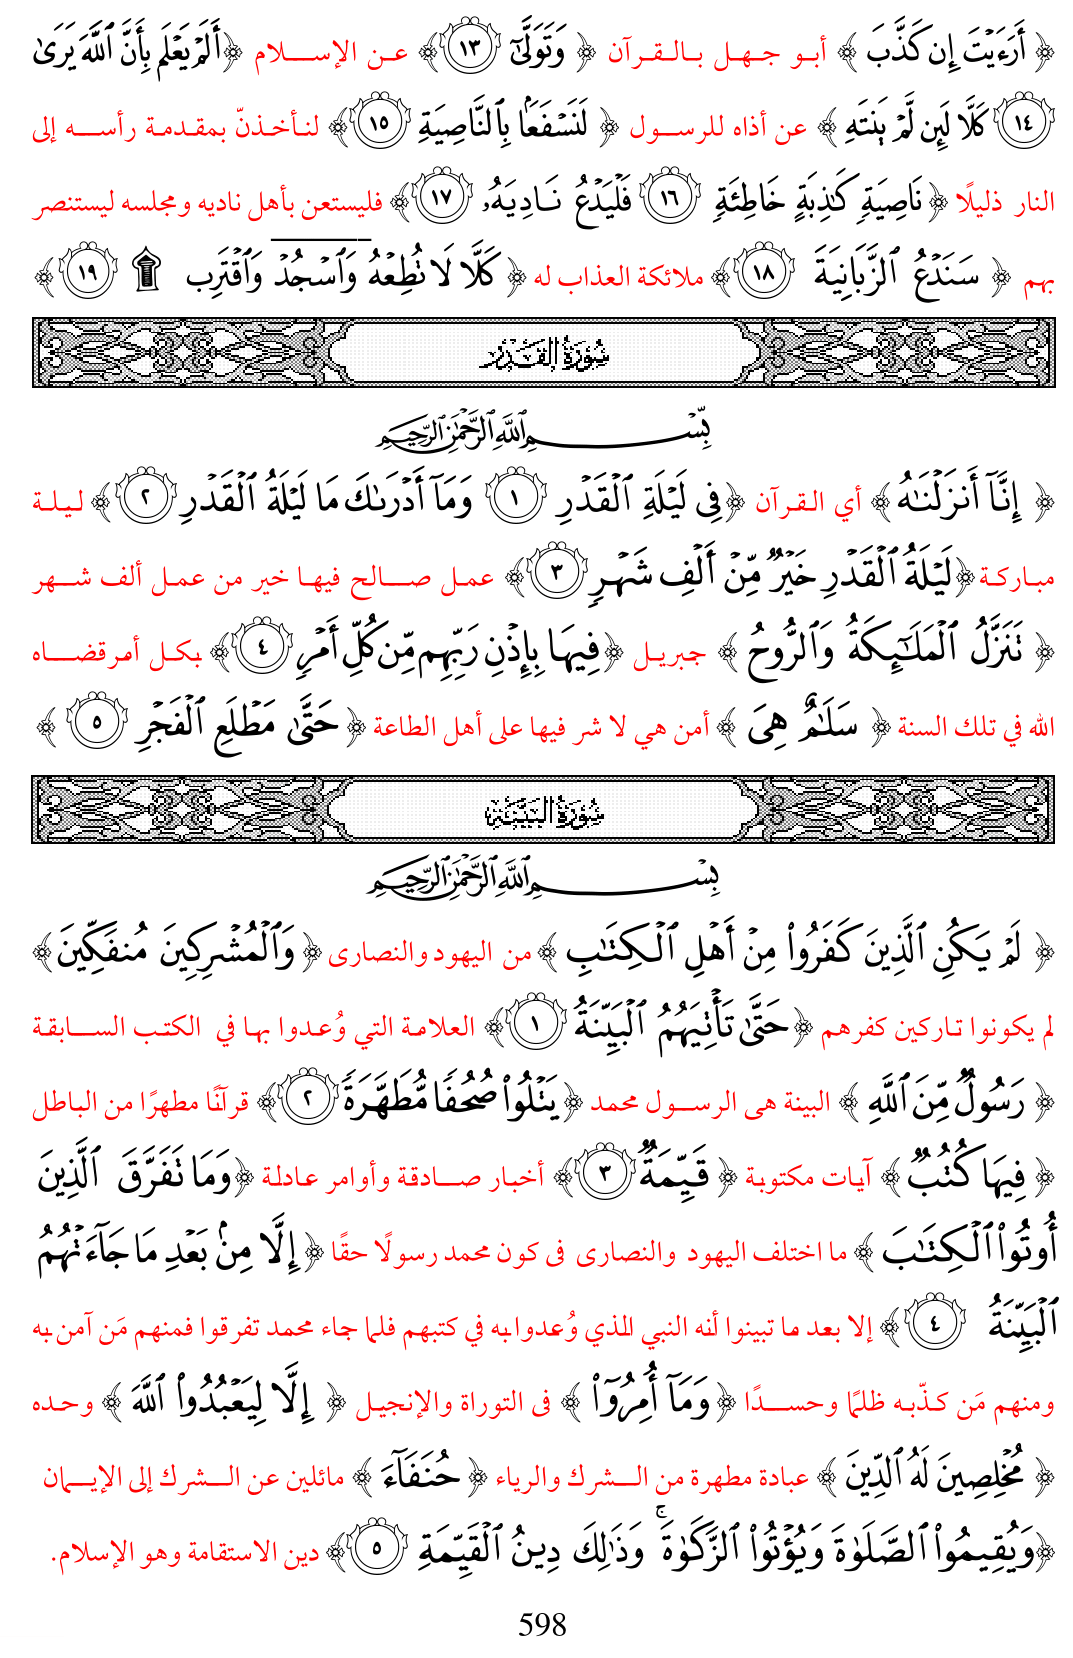 ﴿ أَرَءَيْتَ إِن كَذَّبَ ﴾ أبو جهل بالقرآن ﴿ وَتَوَلَّىٰٓ ١٣﴾ عن الإسلام ﴿أَلَمْ يَعْلَم بِأَنَّ ٱللَّهَ يَرَىٰ
١٤ كَلَّا لَئِن لَّمْ يَنتَهِ ﴾ عن أذاه للرسول ﴿ لَنَسْفَعًۢا بِٱلنَّاصِيَةِ ١٥﴾ لنأخذنّ بمقدمة رأسه إلى
النار ذليلًا ﴿نَاصِيَةٍ كَٰذِبَةٍ خَاطِئَةٍ ١٦ فَلْيَدْعُ نَادِيَهُۥ ١٧﴾ فليستعن بأهل ناديه ومجلسه ليستنصر
بهم ﴿ سَنَدْعُ ٱلزَّبَانِيَةَ ١٨﴾ ملائكة العذاب له ﴿كَلَّا لَا تُطِعْهُ وَٱسْجُدْ وَٱقْتَرِب ۩ ١٩﴾
سُورَةُ القَدْرِ
بِّسْمِ ٱللَّهِ ٱلرَّحْمَٰنِ ٱلرَّحِيمِ
﴿ إِنَّآ أَنزَلْنَٰهُ﴾ أي القرآن ﴿فِى لَيْلَةِ ٱلْقَدْرِ ١ وَمَآ أَدْرَىٰكَ مَا لَيْلَةُ ٱلْقَدْرِ ٢﴾ ليلة
مباركة ﴿لَيْلَةُ ٱلْقَدْرِ خَيْرٌ مِّنْ أَلْفِ شَهْرٍ ٣﴾ عمل صالح فيها خير من عمل ألف شهر
﴿ تَنَزَّلُ ٱلْمَلَٰٓئِكَةُ وَٱلرُّوحُ ﴾ جبريل ﴿فِيهَا بِإِذْنِ رَبِّهِم مِّن كُلِّ أَمْرٍ ٤﴾ بكل أمر قضاه
الله في تلك السنة ﴿ سَلَٰمٌ هِىَ ﴾ أمن هي لا شر فيها على أهل الطاعة ﴿حَتَّىٰ مَطْلَعِ ٱلْفَجْرِ ٥ ﴾
سُورَةُ البَيِّنَةِ
بِسْمِ ٱللَّهِ ٱلرَّحْمَٰنِ ٱلرَّحِيمِ
﴿ لَمْ يَكُنِ ٱلَّذِينَ كَفَرُوا۟ مِنْ أَهْلِ ٱلْكِتَٰبِ ﴾ من اليهود والنصارى ﴿ وَٱلْمُشْرِكِينَ مُنفَكِّينَ﴾
لم يكونوا تاركين كفرهم ﴿حَتَّىٰ تَأْتِيَهُمُ ٱلْبَيِّنَةُ ١﴾ العلامة التي وُعدوا بها في الكتب السابقة
﴿ رَسُولٌ مِّنَ ٱللَّهِ ﴾ البينة هى الرسول محمد ﴿يَتْلُوا۟ صُحُفًا مُّطَهَّرَةً ٢﴾ قرآنًا مطهرًا من الباطل
﴿ فِيهَا كُتُبٌ ﴾ آيات مكتوبة ﴿ قَيِّمَةٌ ٣﴾ أخبار صادقة وأوامر عادلة ﴿وَمَا تَفَرَّقَ ٱلَّذِينَ
أُوتُوا۟ ٱلْكِتَٰبَ ﴾ ما اختلف اليهود والنصارى فى كون محمد رسولًا حقًا ﴿إِلَّا مِنۢ بَعْدِ مَا جَآءَتْهُمُ
ٱلْبَيِّنَةُ ٤﴾ إلا بعد ما تبينوا أنه النبي الذي وُعدوا به في كتبهم فلما جاء محمد تفرقوا فمنهم مَن آمن به
ومنهم مَن كذّبه ظلمًا وحسدًا ﴿وَمَآ أُمِرُوٓا۟ ﴾ فى التوراة والإنجيل ﴿ إِلَّا لِيَعْبُدُوا۟ ٱللَّهَ ﴾ وحده
﴿ مُخْلِصِينَ لَهُ ٱلدِّينَ ﴾ عبادة مطهرة من الشرك والرياء ﴿ حُنَفَآءَ ﴾ مائلين عن الشرك إلى الإيمان
﴿وَيُقِيمُوا۟ ٱلصَّلَوٰةَ وَيُؤْتُوا۟ ٱلزَّكَوٰةَ ۚ وَذَٰلِكَ دِينُ ٱلْقَيِّمَةِ ٥﴾ دين الاستقامة وهو الإسلام.
598